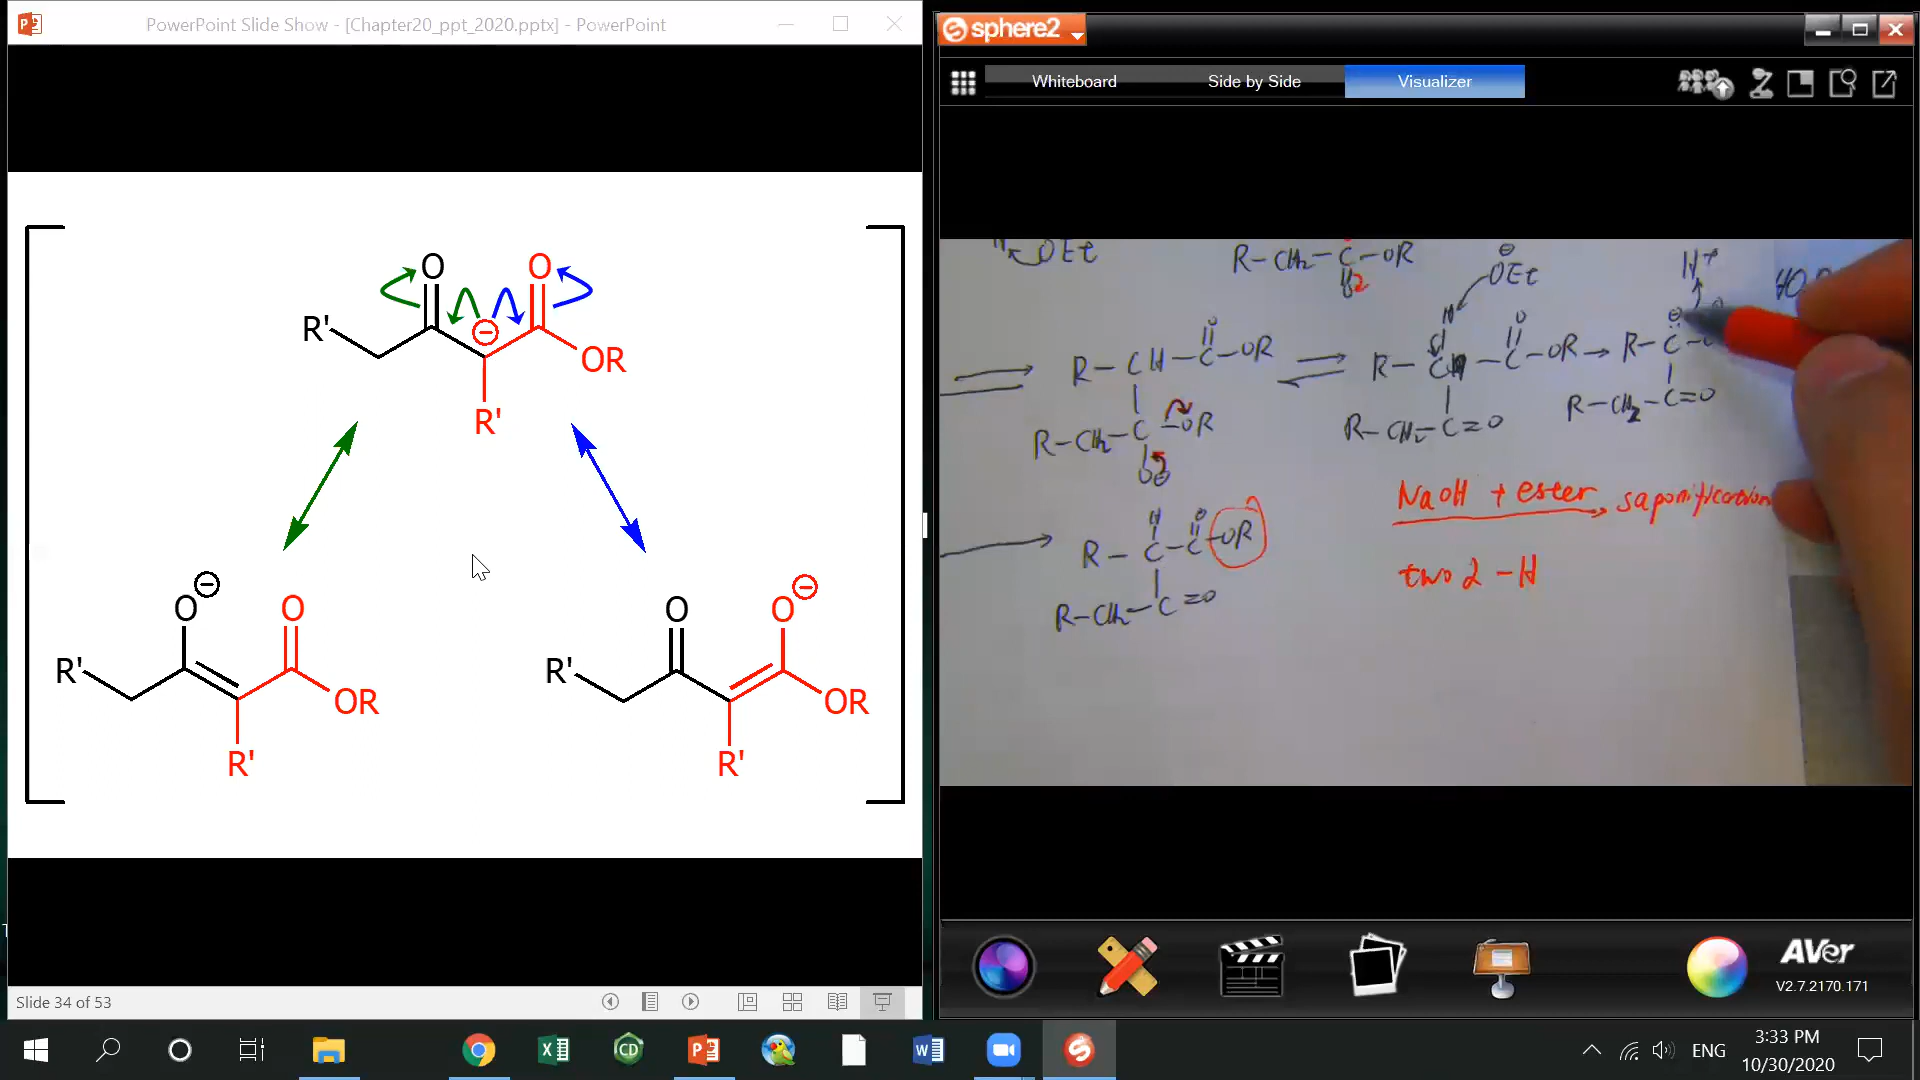 PowerPoint Slide Show - [Chapter20_ppt_2020.pptx] - PowerPoint
O
O
R'
OR
R'
O
O
R'
OR
R'
O
O
R'
OR
R'
Slide 34 of 53
sphere2
Whiteboard
Side by Side
Visualizer
OEt
R-CH2-C-OR
OEt
H+
R-CH-C-OR
O
R-CH2-C-OR
O
R-C-C-OR
H
O
R-CH2-C=O
R-C
R-CH2-C=O
NaOH + ester → saponification
two 2-H
R-C-C-OR
H
O
R-CH2-C=O
AVer
V2.7.2170.171
ENG
3:33 PM
10/30/2020